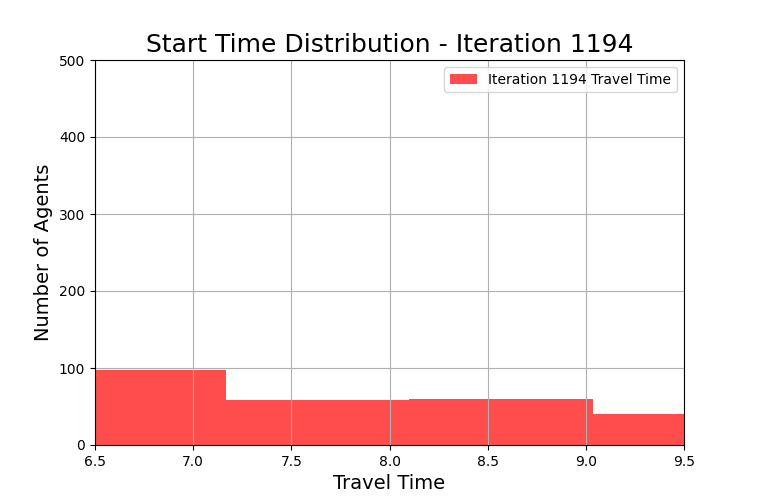 Start Time Distribution - Iteration 1194
500
Iteration 1194 Travel Time
400
300
200
100
0
Number of Agents
6.5 7.0 7.5 8.0 8.5 9.0 9.5
Travel Time